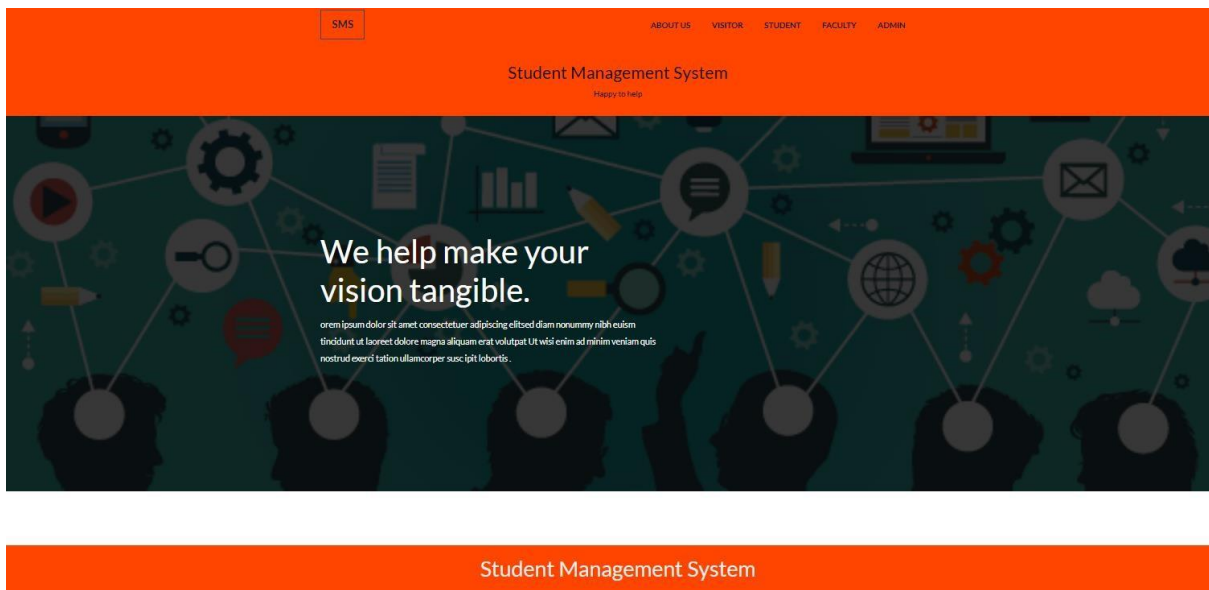 SMS
ABOUT US VISITOR STUDENT FACULTY ADMIN
Student Management System
Happy to help
We help make your
vision tangible.
orem ipsum dolor sit amet consectetuer adipiscing elitsed diam nonummy nibh euism
tincidunt ut laoreet dolore magna aliquam erat volutpat Ut wisi enim ad minim veniam quis
nostrud exerci tation ullamcorper susc ipit lobortis .
Student Management System